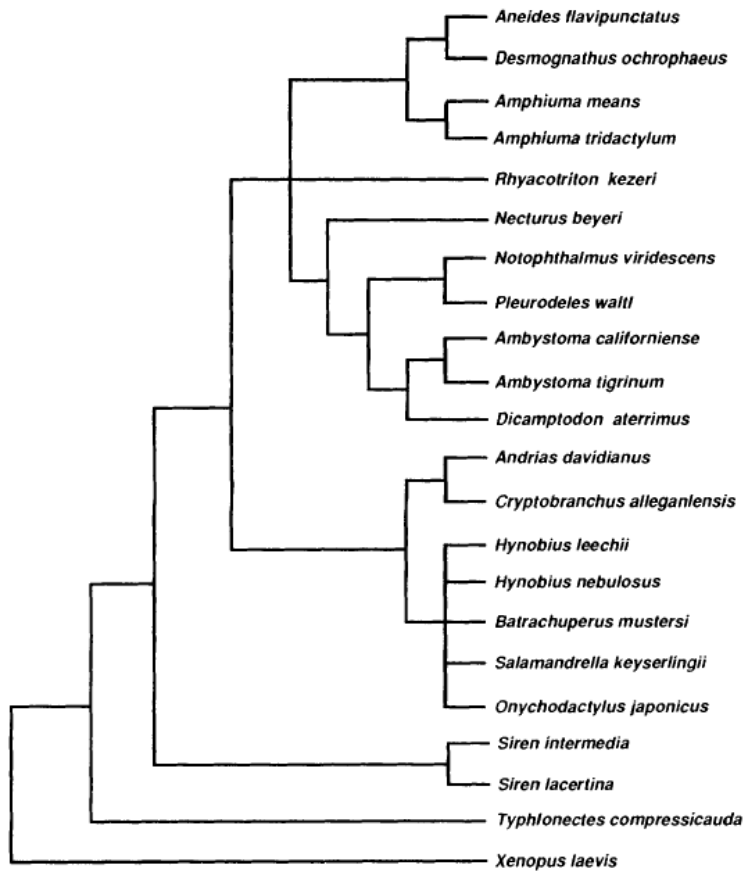 Aneides flavipunctatus
Desmognathus ochrophaeus
Amphiuma means
Amphiuma tridactylum
Rhyacotriton kezeri
Necturus beyeri
Notophthalmus viridescens
Pleurodeles waltl
Ambystoma californiense
Ambystoma tigrinum
Dicamptodon aterrimus
Andrias davidianus
Cryptobranchus alleganiensis
Hynobius leechii
Hynobius nebulosus
Batrachuperus mustersi
Salamandrella keyserlingii
Onychodactylus japonicus
Siren intermedia
Siren lacertina
Typhlonectes compressicauda
Xenopus laevis